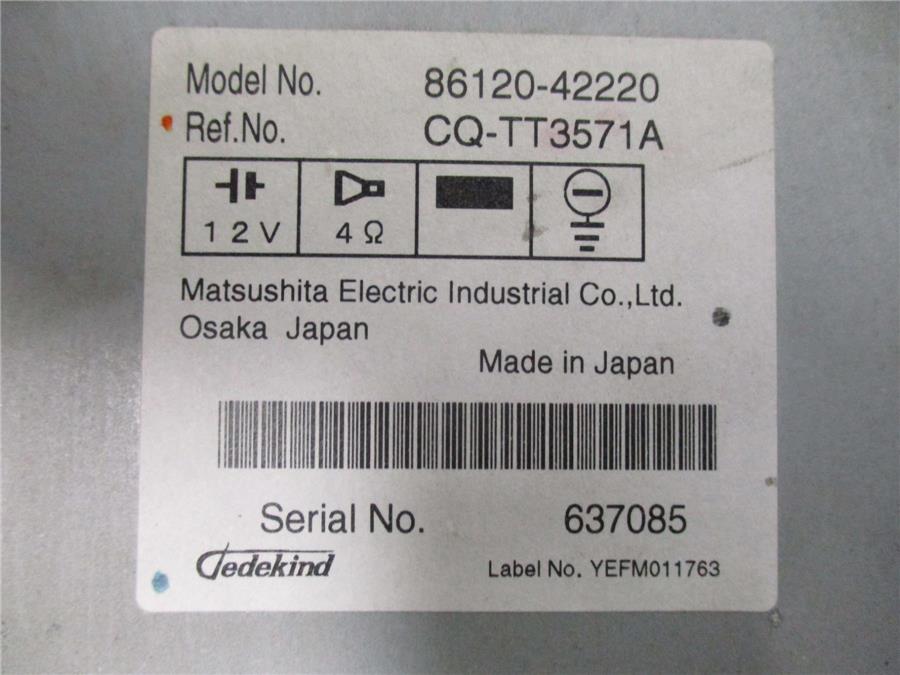 Model No. 86120-42220
Ref.No. CQ-TT3571A
12V 4Ω
Matsushita Electric Industrial Co.,Ltd.
Osaka Japan
Made in Japan
Serial No. 637085
Dedekind Label No. YEFM011763